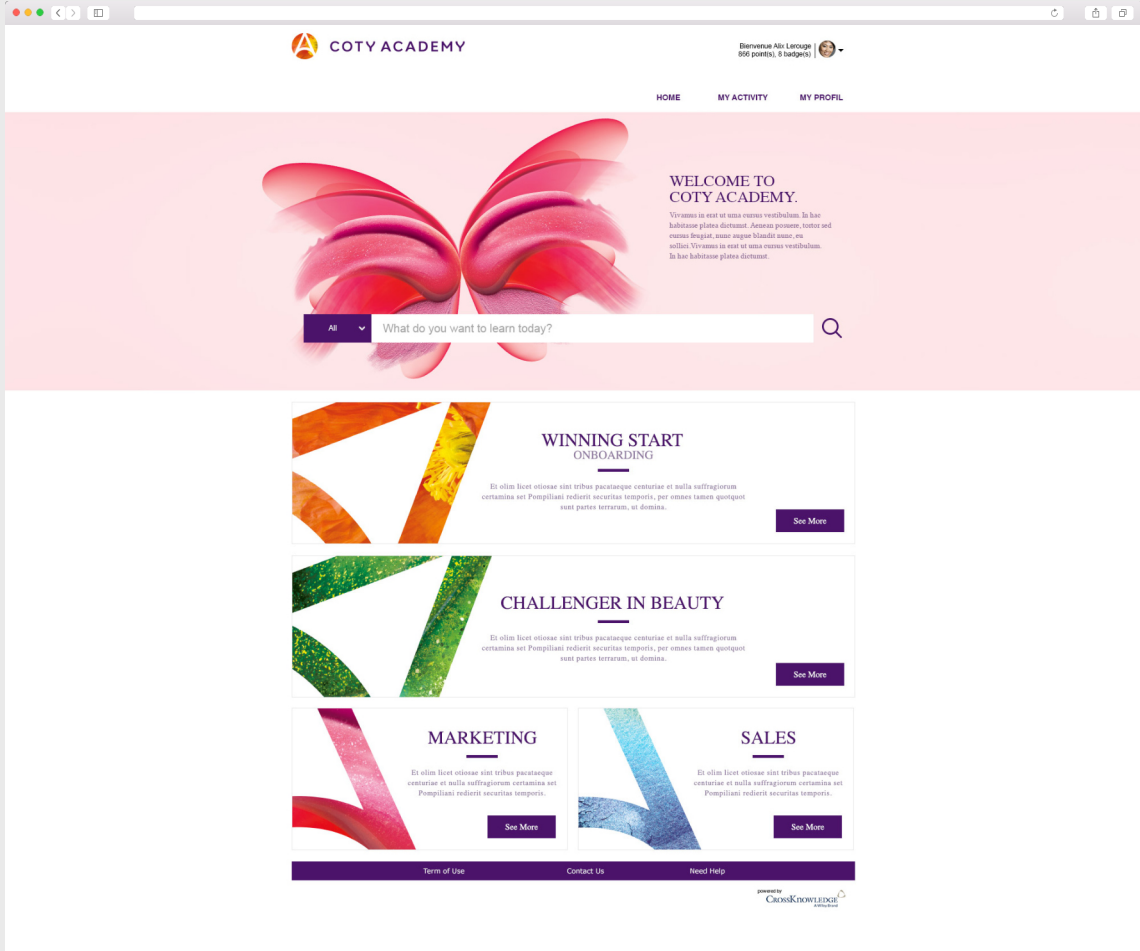 COTY ACADEMY
Bienvenue Alix Lerouge
866 point(s), 8 badge(s)
HOME MY ACTIVITY MY PROFIL
WELCOME TO
COTY ACADEMY.
Vivamus in erat ut urna cursus vestibulum. In hac
habitasse platea dictumst. Aenean posuere, tortor sed
cursus feugiat, nunc augue blandit nunc, eu
sollici.Vivamus in erat ut urna cursus vestibulum.
In hac habitasse platea dictumst.
All What do you want to learn today?
WINNING START
ONBOARDING
Et olim licet otiosae sint tribus pacataeque centuriae et nulla suffragiorum
certamina set Pompiliani redierit securitas temporis, per omnes tamen quotquot
sunt partes terrarum, ut domina.
See More
CHALLENGER IN BEAUTY
Et olim licet otiosae sint tribus pacataeque centuriae et nulla suffragiorum
certamina set Pompiliani redierit securitas temporis, per omnes tamen quotquot
sunt partes terrarum, ut domina.
See More
MARKETING
Et olim licet otiosae sint tribus pacataeque
centuriae et nulla suffragiorum certamina set
Pompiliani redierit securitas temporis.
See More
SALES
Et olim licet otiosae sint tribus pacataeque
centuriae et nulla suffragiorum certamina set
Pompiliani redierit securitas temporis.
See More
Term of Use Contact Us Need Help
powered by
CROSSKNOWLEDGE
A Wiley Brand